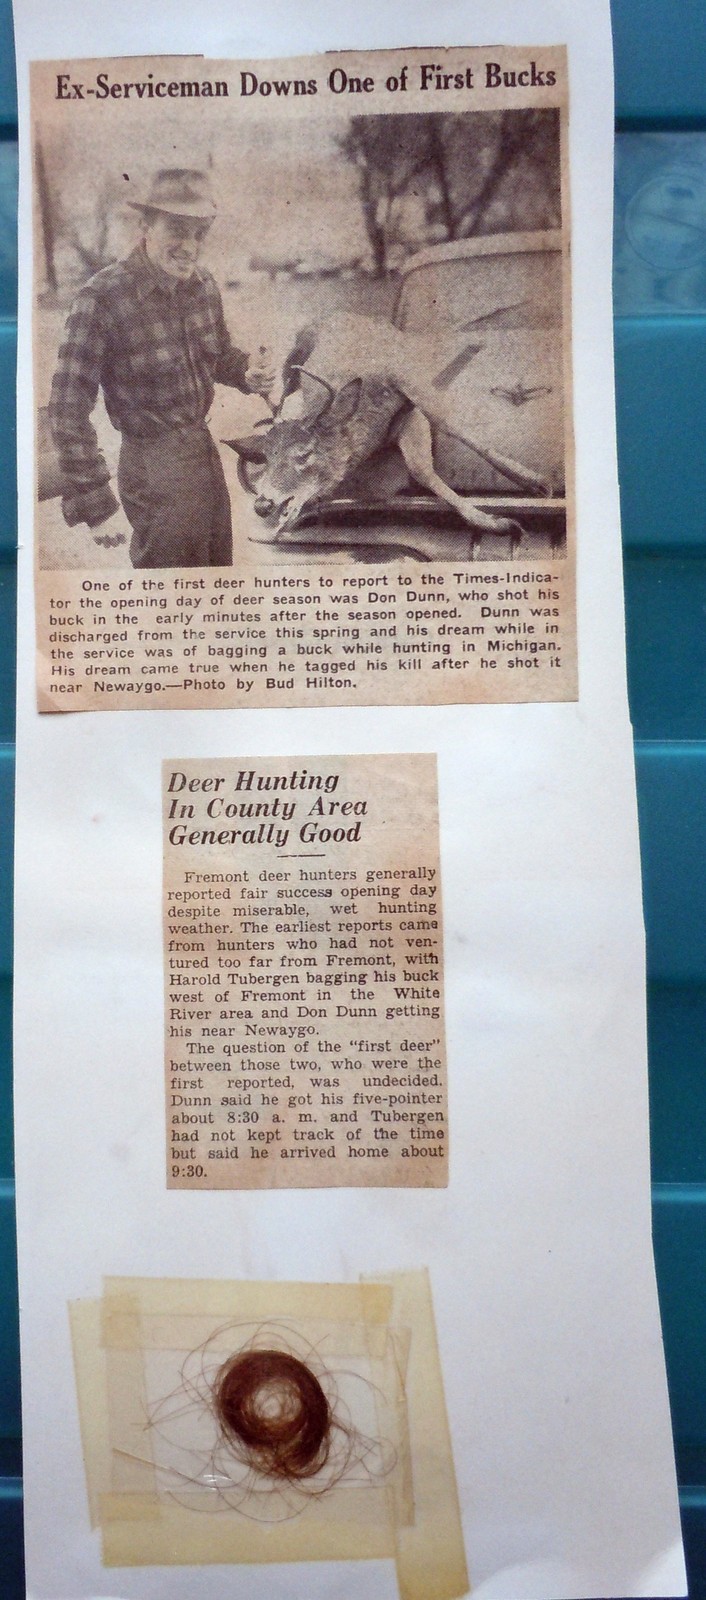 Ex-Serviceman Downs One of First Bucks
One of the first deer hunters to report to the Times-Indica-
tor the opening day of deer season was Don Dunn, who shot his
buck in the early minutes after the season opened. Dunn was
discharged from the service this spring and his dream while in
the service was of bagging a buck while hunting in Michigan.
His dream came true when he tagged his kill after he shot it
near Newaygo.—Photo by Bud Hilton.
Deer Hunting
In County Area
Generally Good
Fremont deer hunters generally
reported fair success opening day
despite miserable, wet hunting
weather. The earliest reports came
from hunters who had not ven-
tured too far from Fremont, with
Harold Tubergen bagging his buck
west of Fremont in the White
River area and Don Dunn getting
his near Newaygo.
The question of the "first deer"
between those two, who were the
first reported, was undecided.
Dunn said he got his five-pointer
about 8:30 a. m. and Tubergen
had not kept track of the time
but said he arrived home about
9:30.